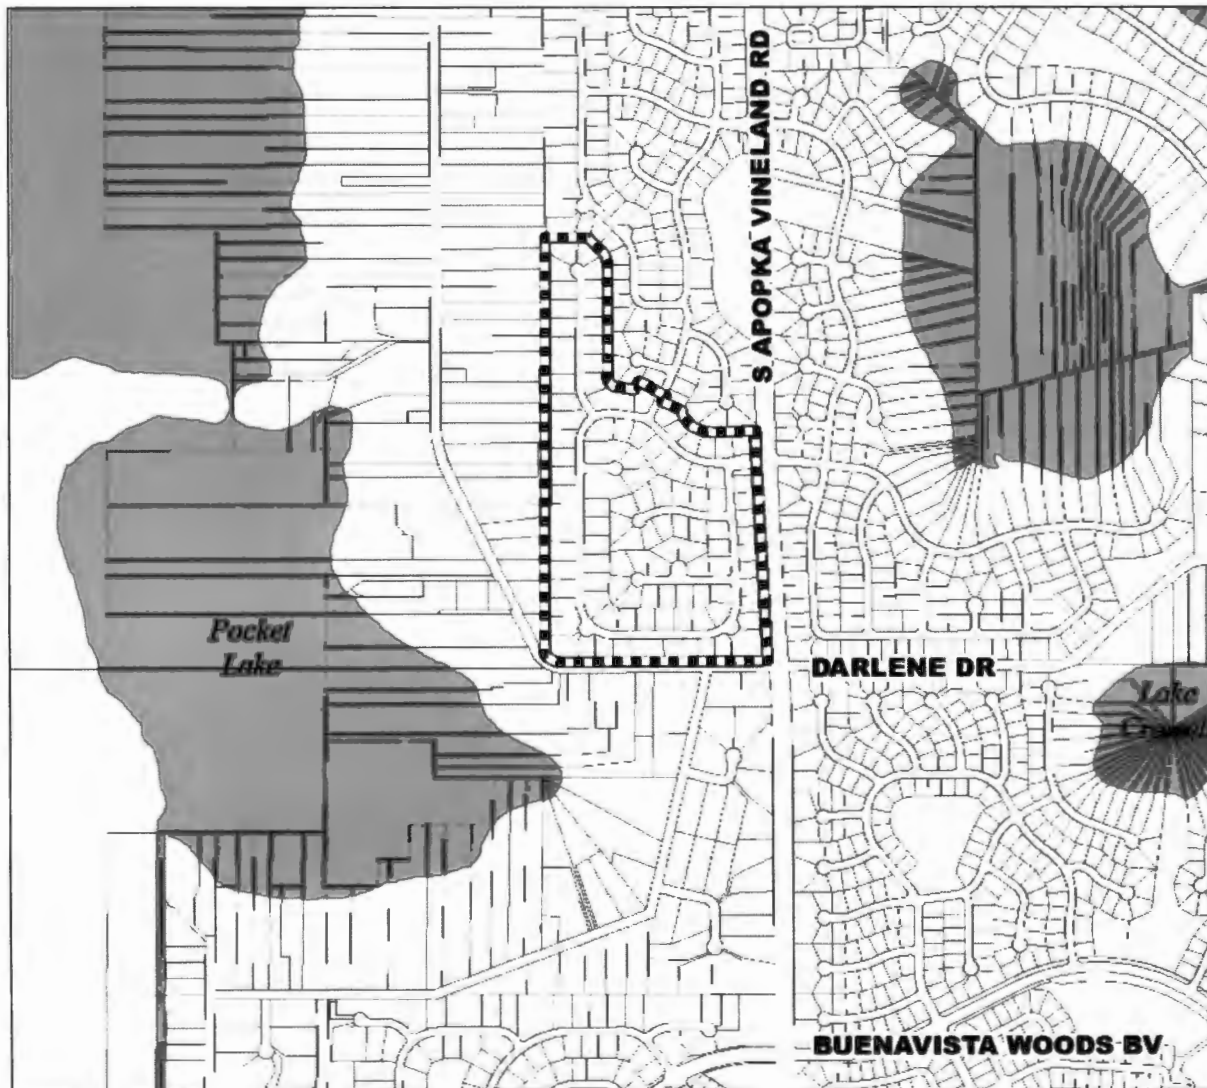 S APOPKA VINELAND RD
Pocket
Lake
DARLENE DR
Lake
BUENAVISTA WOODS BV